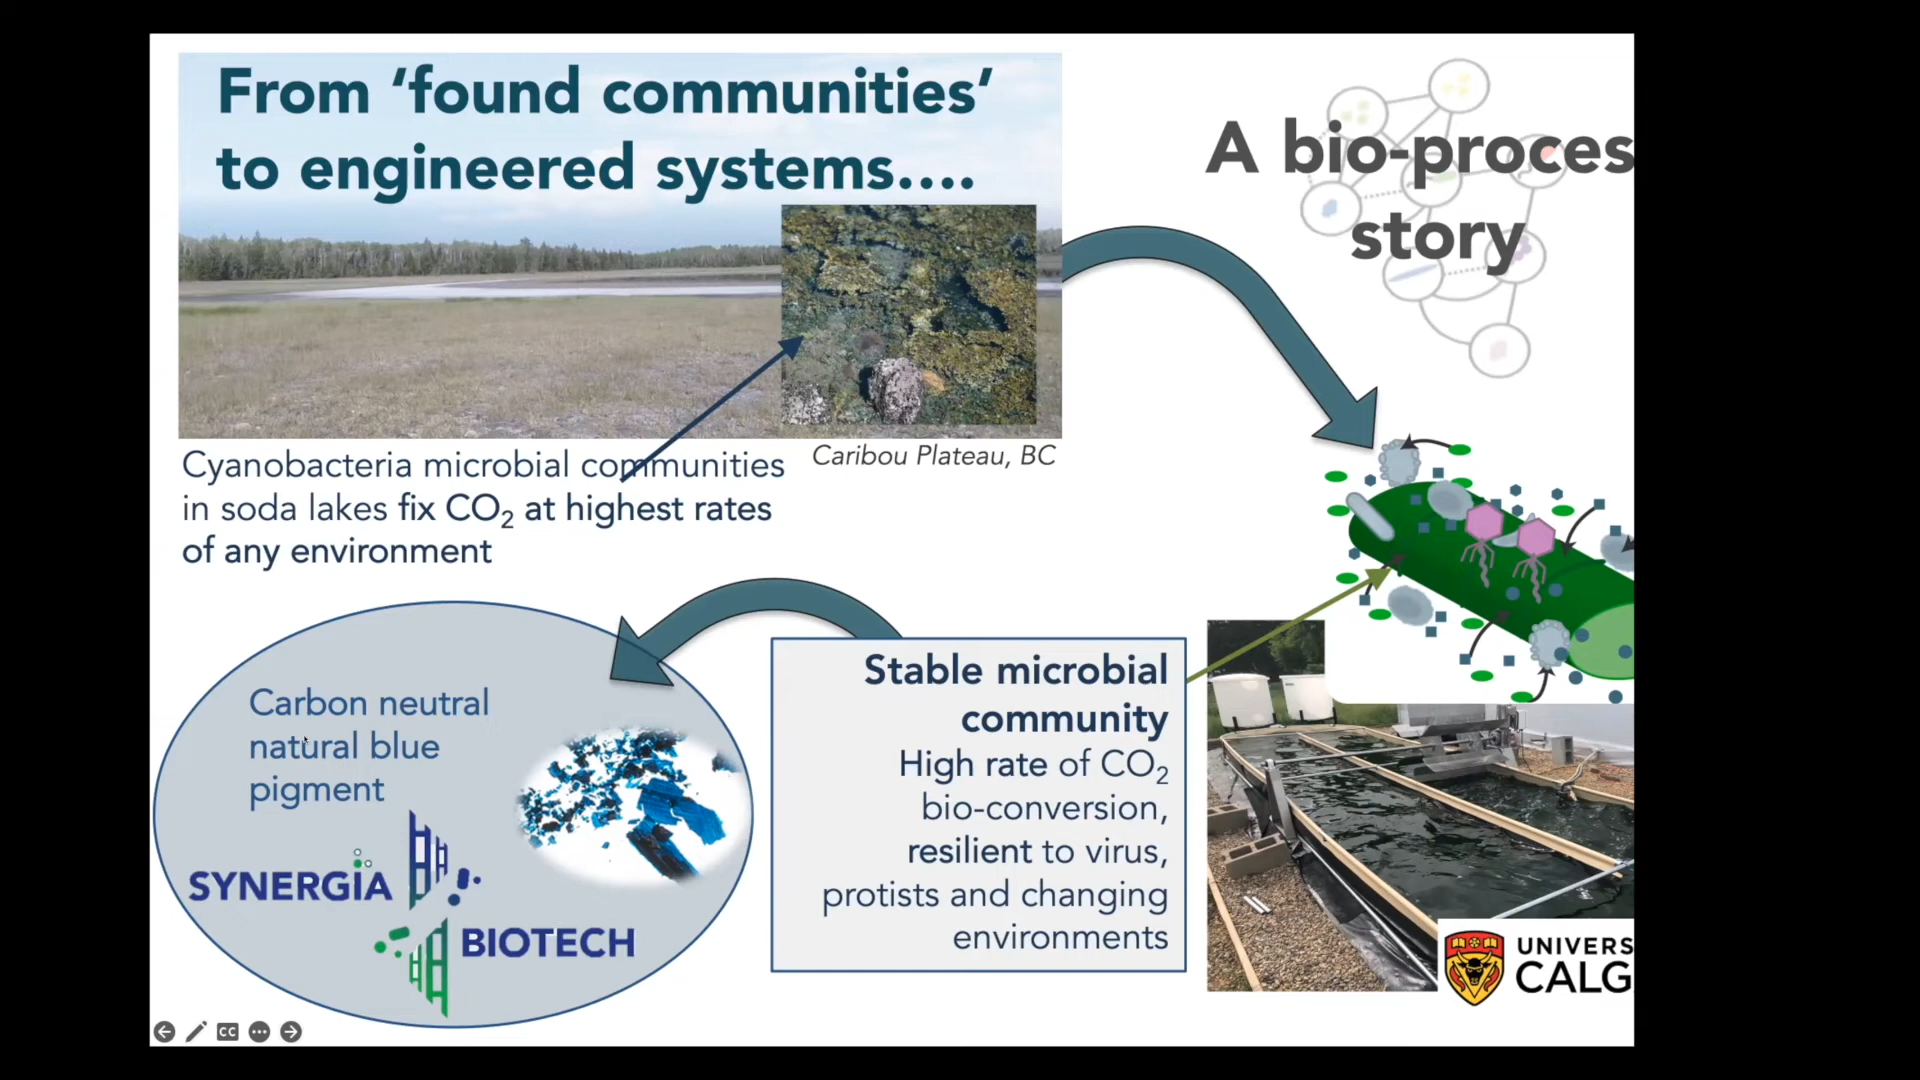 From ‘found communities’
to engineered systems....
A bio-proces
story
Caribou Plateau, BC
Cyanobacteria microbial communities
in soda lakes fix CO₂ at highest rates
of any environment
Carbon neutral
natural blue
pigment
SYNERGIA
BIOTECH
Stable microbial
community
High rate of CO₂
bio-conversion,
resilient to virus,
protists and changing
environments
UNIVERS
CALG
CC